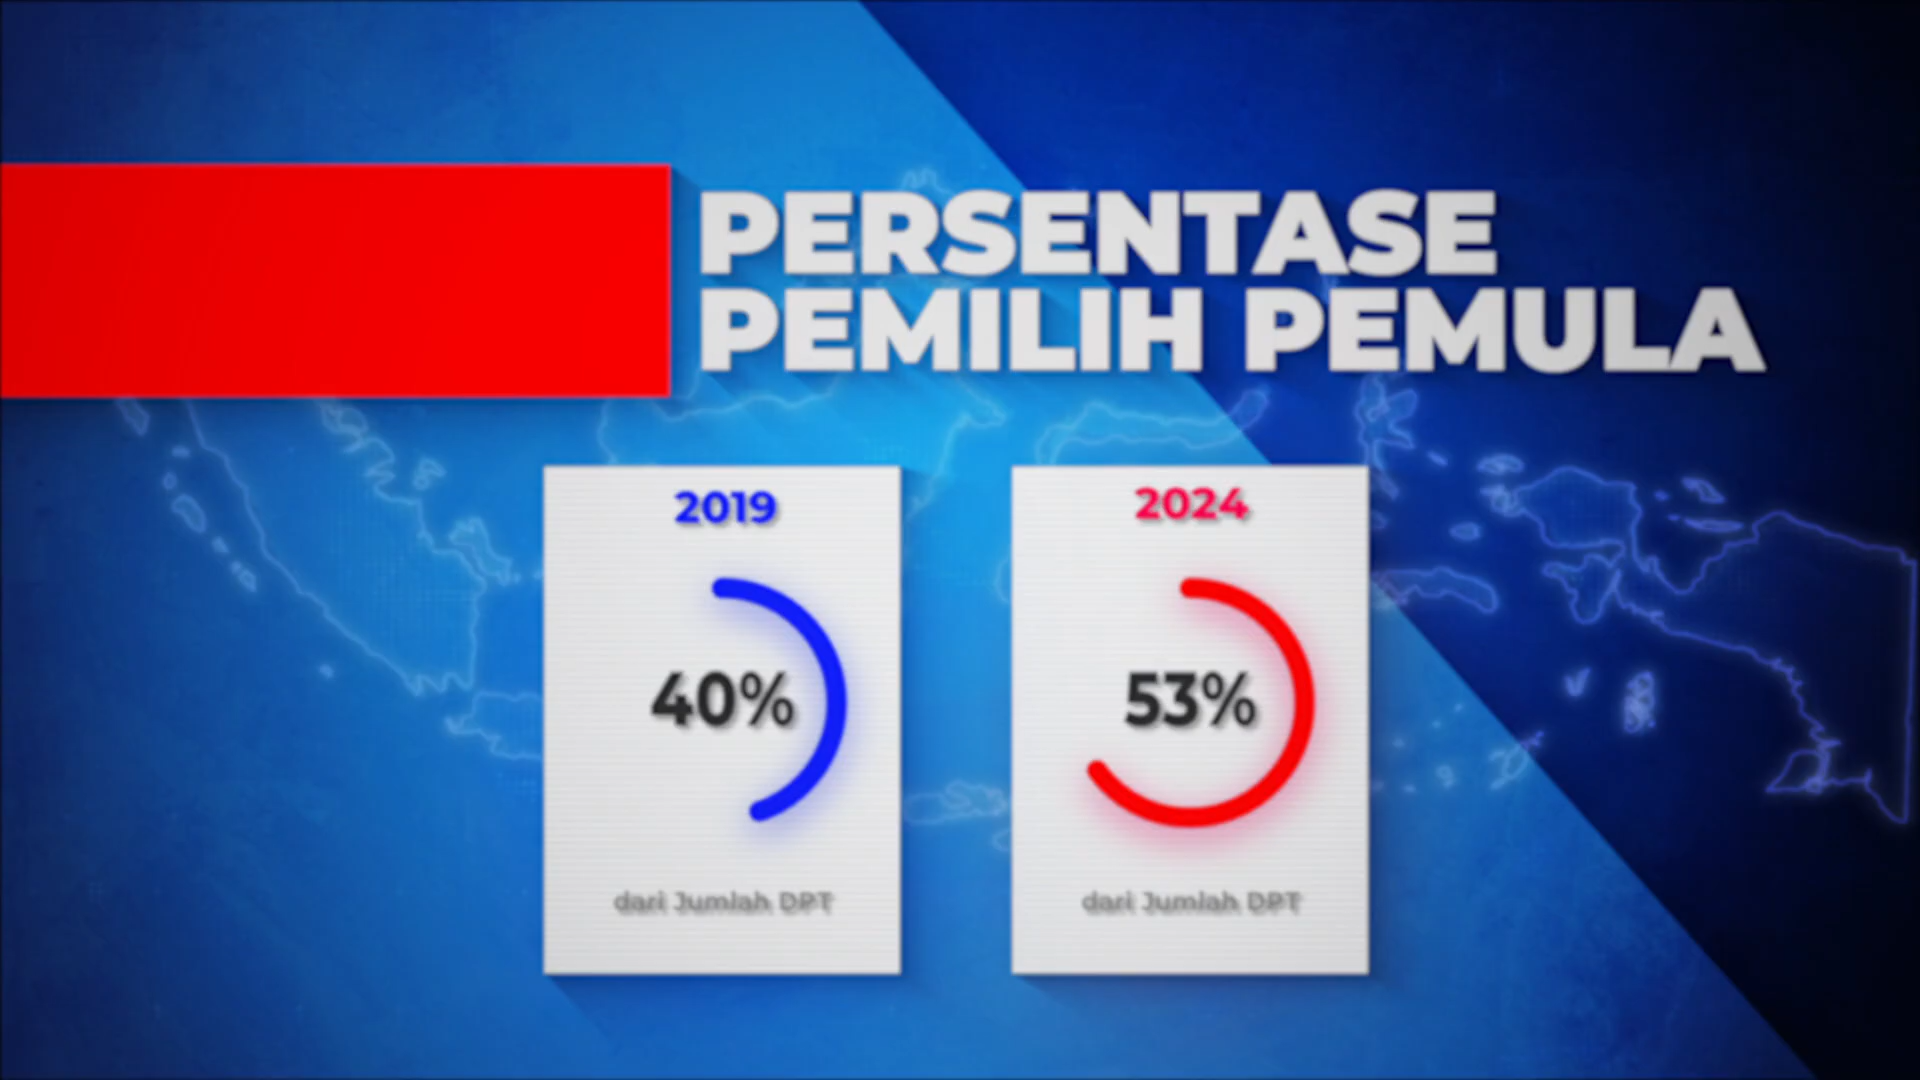 PERSENTASE
PEMILIH PEMULA
2019
40%
dari Jumlah DPT
2024
53%
dari Jumlah DPT